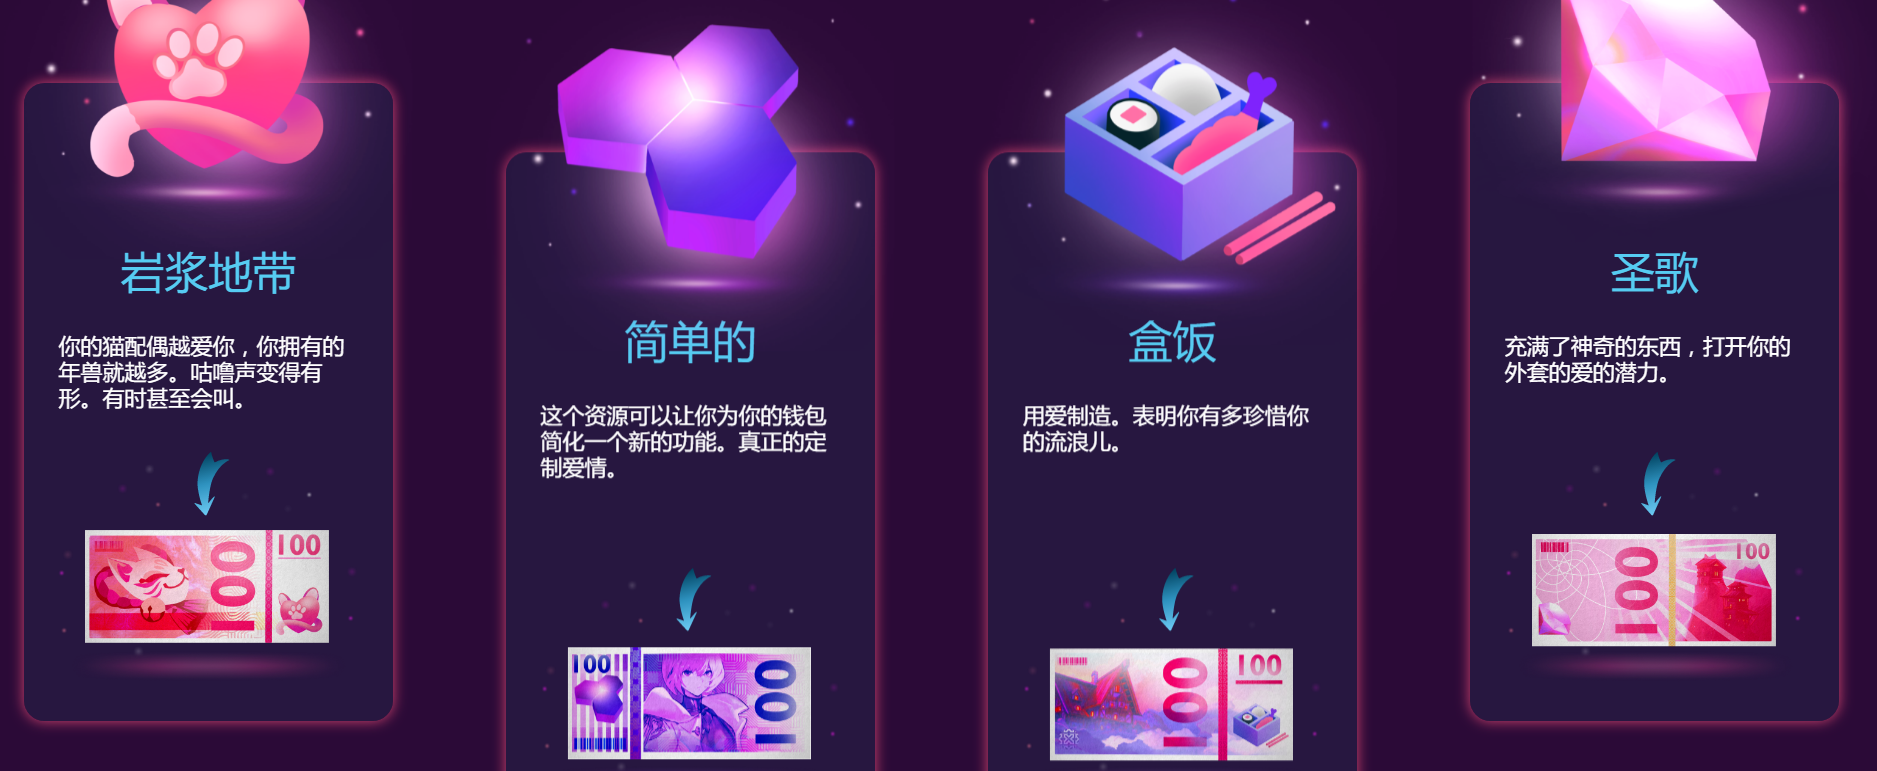 岩浆地带
你的猫配偶越爱你，你拥有的
年兽就越多。咕噜声变得有
形。有时甚至会叫。
100
100
简单的
这个资源可以让你为你的钱包
简化一个新的功能。真正的定
制爱情。
100
100
盒饭
用爱制造。表明你有多珍惜你
的流浪儿。
100
100
圣歌
充满了神奇的东西，打开你的
外套的爱的潜力。
100
100